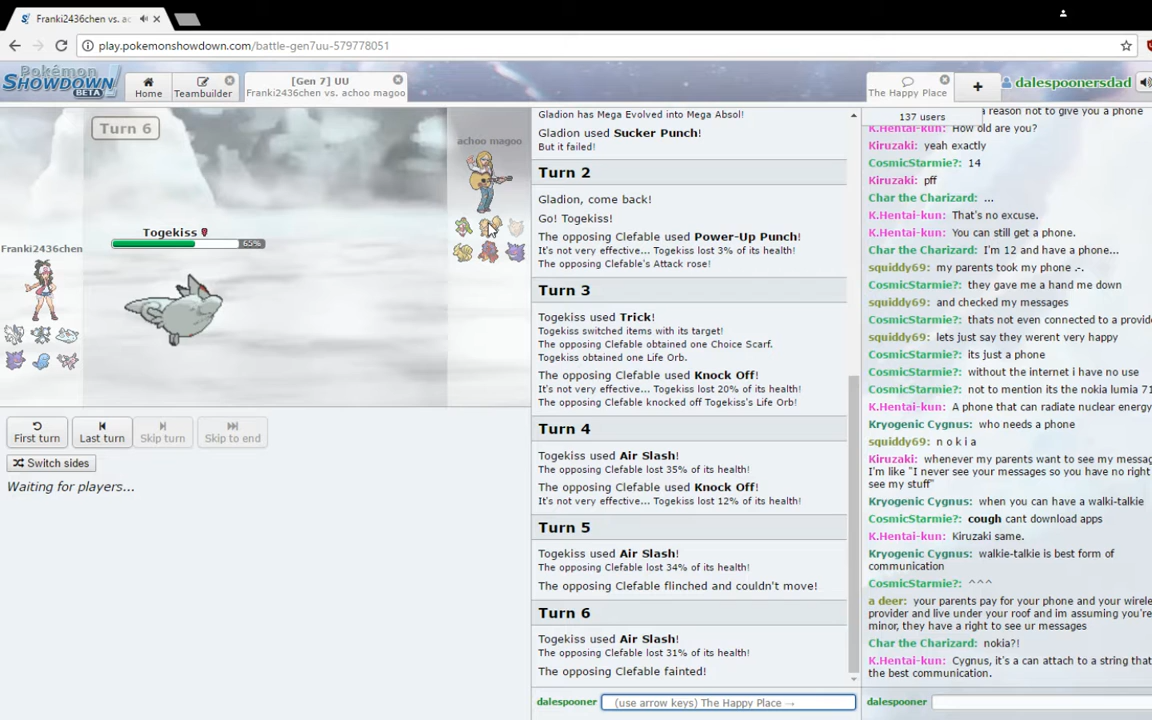 Franki2436chen vs. ac
play.pokemonshowdown.com/battle-gen7uu-579778051
Pokémon
SHOWDOWN
BETA
Home
Teambuilder
[Gen 7] UU
Franki2436chen vs. achoo magoo
The Happy Place
+
dalespoonersdad
Turn 6
achoo magoo
Togekiss
65%
Franki2436chen
First turn
Last turn
Skip turn
Skip to end
Switch sides
Waiting for players...
Gladion has Mega Evolved into Mega Absol!
Gladion used Sucker Punch!
But it failed!
Turn 2
Gladion, come back!
Go! Togekiss!
The opposing Clefable used Power-Up Punch!
It's not very effective... Togekiss lost 3% of its health!
The opposing Clefable's Attack rose!
Turn 3
Togekiss used Trick!
Togekiss switched items with its target!
The opposing Clefable obtained one Choice Scarf.
Togekiss obtained one Life Orb.
The opposing Clefable used Knock Off!
It's not very effective... Togekiss lost 20% of its health!
The opposing Clefable knocked off Togekiss's Life Orb!
Turn 4
Togekiss used Air Slash!
The opposing Clefable lost 35% of its health!
The opposing Clefable used Knock Off!
It's not very effective... Togekiss lost 12% of its health!
Turn 5
Togekiss used Air Slash!
The opposing Clefable lost 34% of its health!
The opposing Clefable flinched and couldn't move!
Turn 6
Togekiss used Air Slash!
The opposing Clefable lost 31% of its health!
The opposing Clefable fainted!
dalespooner
(use arrow keys) The Happy Place →
137 users
a reason not to give you a phone
K.Hentai-kun: How old are you?
Kiruzaki: yeah exactly
CosmicStarmie?: 14
Kiruzaki: pff
Char the Charizard: ...
K.Hentai-kun: That's no excuse.
K.Hentai-kun: You can still get a phone.
Char the Charizard: I'm 12 and have a phone...
squiddy69: my parents took my phone .-.
CosmicStarmie?: they gave me a hand me down
squiddy69: and checked my messages
CosmicStarmie?: thats not even connected to a provide
squiddy69: lets just say they werent very happy
CosmicStarmie?: its just a phone
CosmicStarmie?: without the internet i have no use
CosmicStarmie?: not to mention its the nokia lumia 71
K.Hentai-kun: A phone that can radiate nuclear energy
Kryogenic Cygnus: who needs a phone
squiddy69: n o k i a
Kiruzaki: whenever my parents want to see my messag
I'm like "I never see your messages so you have no right
see my stuff"
Kryogenic Cygnus: when you can have a walki-talkie
CosmicStarmie?: cough cant download apps
K.Hentai-kun: Kiruzaki same.
Kryogenic Cygnus: walkie-talkie is best form of
communication
CosmicStarmie?: ^^^
a deer: your parents pay for your phone and your wirele
provider and live under your roof and im assuming you're
minor, they have a right to see ur messages
Char the Charizard: nokia?!
K.Hentai-kun: Cygnus, it's a can attach to a string that
the best communication.
dalespooner